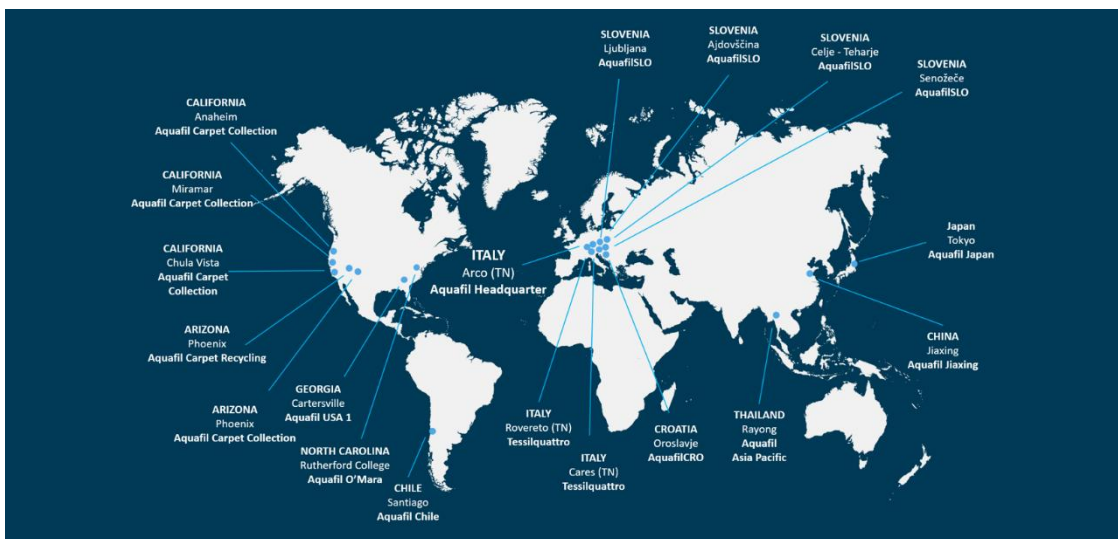 SLOVENIA
Ljubljana
AquafilSLO
SLOVENIA
Ajdovščina
AquafilSLO
SLOVENIA
Celje - Teharje
AquafilSLO
SLOVENIA
Senožeče
AquafilSLO
CALIFORNIA
Anaheim
Aquafil Carpet Collection
CALIFORNIA
Miramar
Aquafil Carpet Collection
CALIFORNIA
Chula Vista
Aquafil Carpet
Collection
ITALY
Arco (TN)
Aquafil Headquarter
Japan
Tokyo
Aquafil Japan
ARIZONA
Phoenix
Aquafil Carpet Recycling
CHINA
Jiaxing
Aquafil Jiaxing
ARIZONA
Phoenix
Aquafil Carpet Collection
GEORGIA
Cartersville
Aquafil USA 1
NORTH CAROLINA
Rutherford College
Aquafil O'Mara
CHILE
Santiago
Aquafil Chile
ITALY
Rovereto (TN)
Tessilquattro
ITALY
Cares (TN)
Tessilquattro
CROATIA
Oroslavje
AquafilCRO
THAILAND
Rayong
Aquafil
Asia Pacific